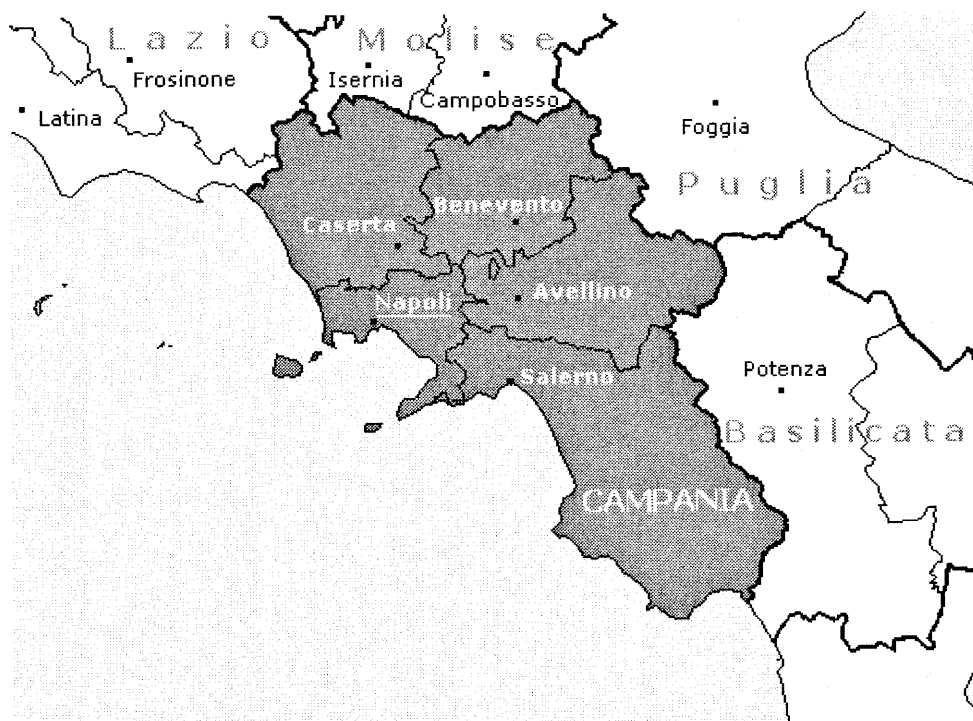 Lazio
Molise
Frosinone
Isernia
Campobasso
Latina
Foggia
Puglia
Benevento
Caserta
Napoli
Avellino
Salerno
Potenza
Basilicata
CAMPANIA